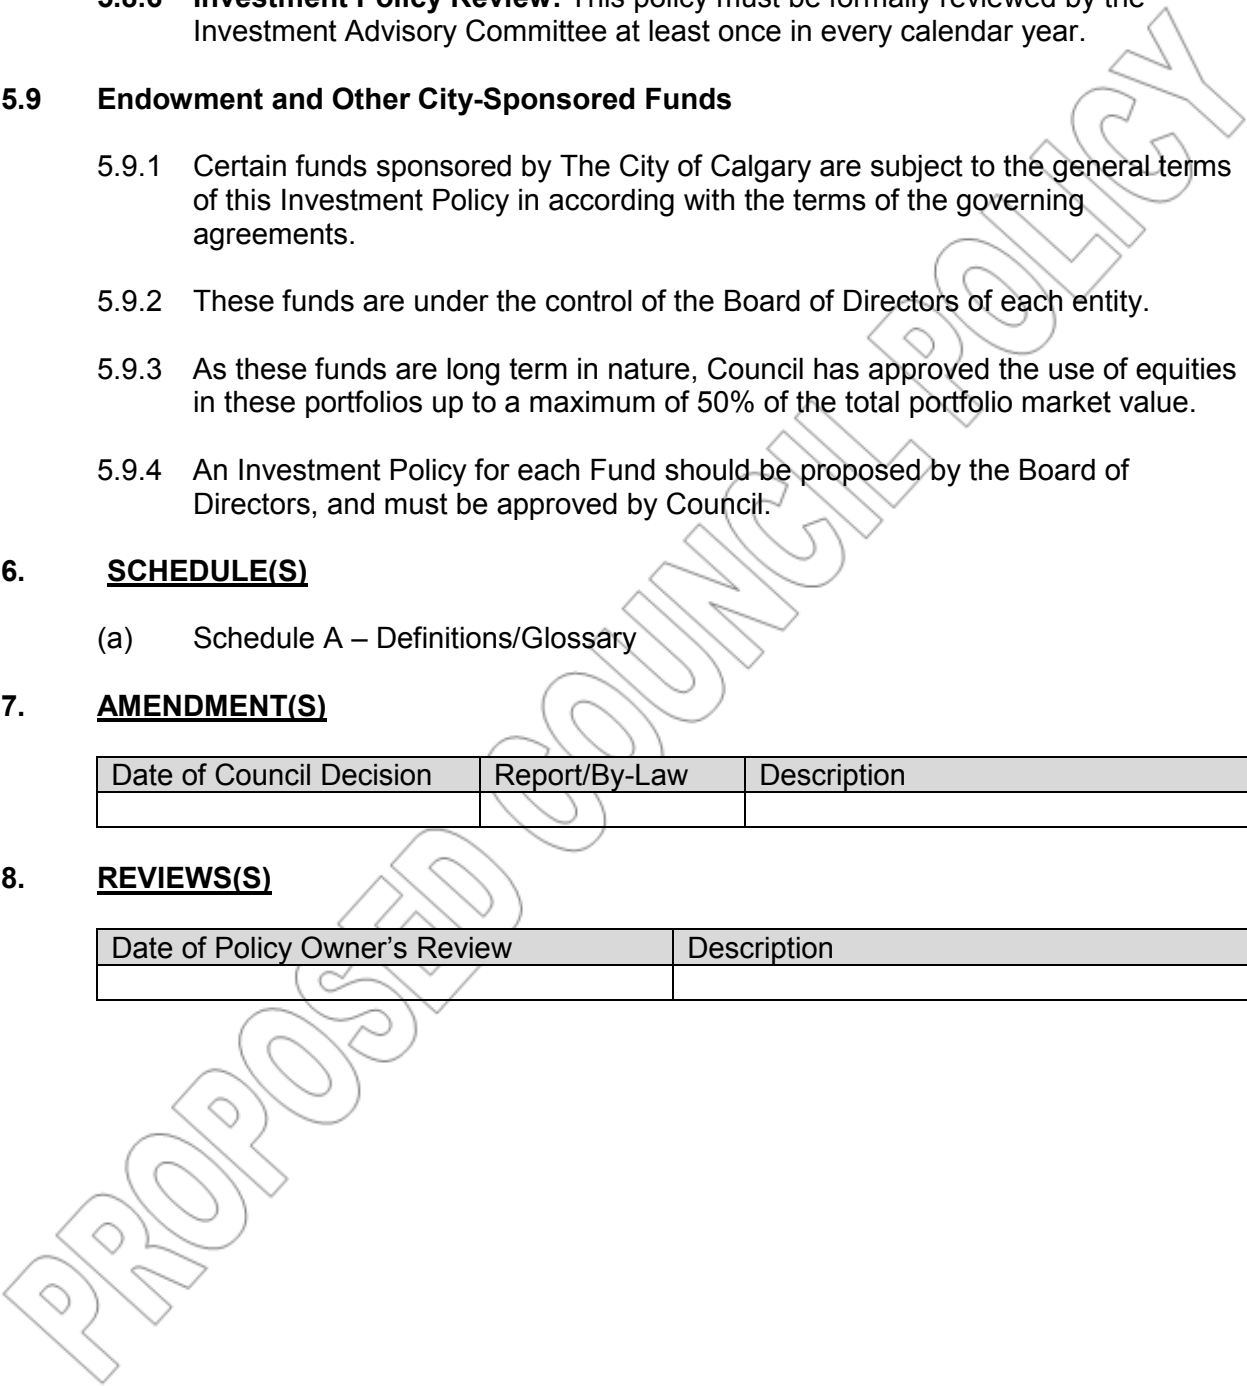 5.8.6 Investment Policy Review: This policy must be formally reviewed by the
Investment Advisory Committee at least once in every calendar year.
5.9 Endowment and Other City-Sponsored Funds
5.9.1 Certain funds sponsored by The City of Calgary are subject to the general terms
of this Investment Policy in according with the terms of the governing
agreements.
5.9.2 These funds are under the control of the Board of Directors of each entity.
5.9.3 As these funds are long term in nature, Council has approved the use of equities
in these portfolios up to a maximum of 50% of the total portfolio market value.
5.9.4 An Investment Policy for each Fund should be proposed by the Board of
Directors, and must be approved by Council.
6. SCHEDULE(S)
(a) Schedule A – Definitions/Glossary
7. AMENDMENT(S)
Date of Council Decision Report/By-Law Description
8. REVIEWS(S)
Date of Policy Owner’s Review Description
PROPOSED COUNCIL POLICY